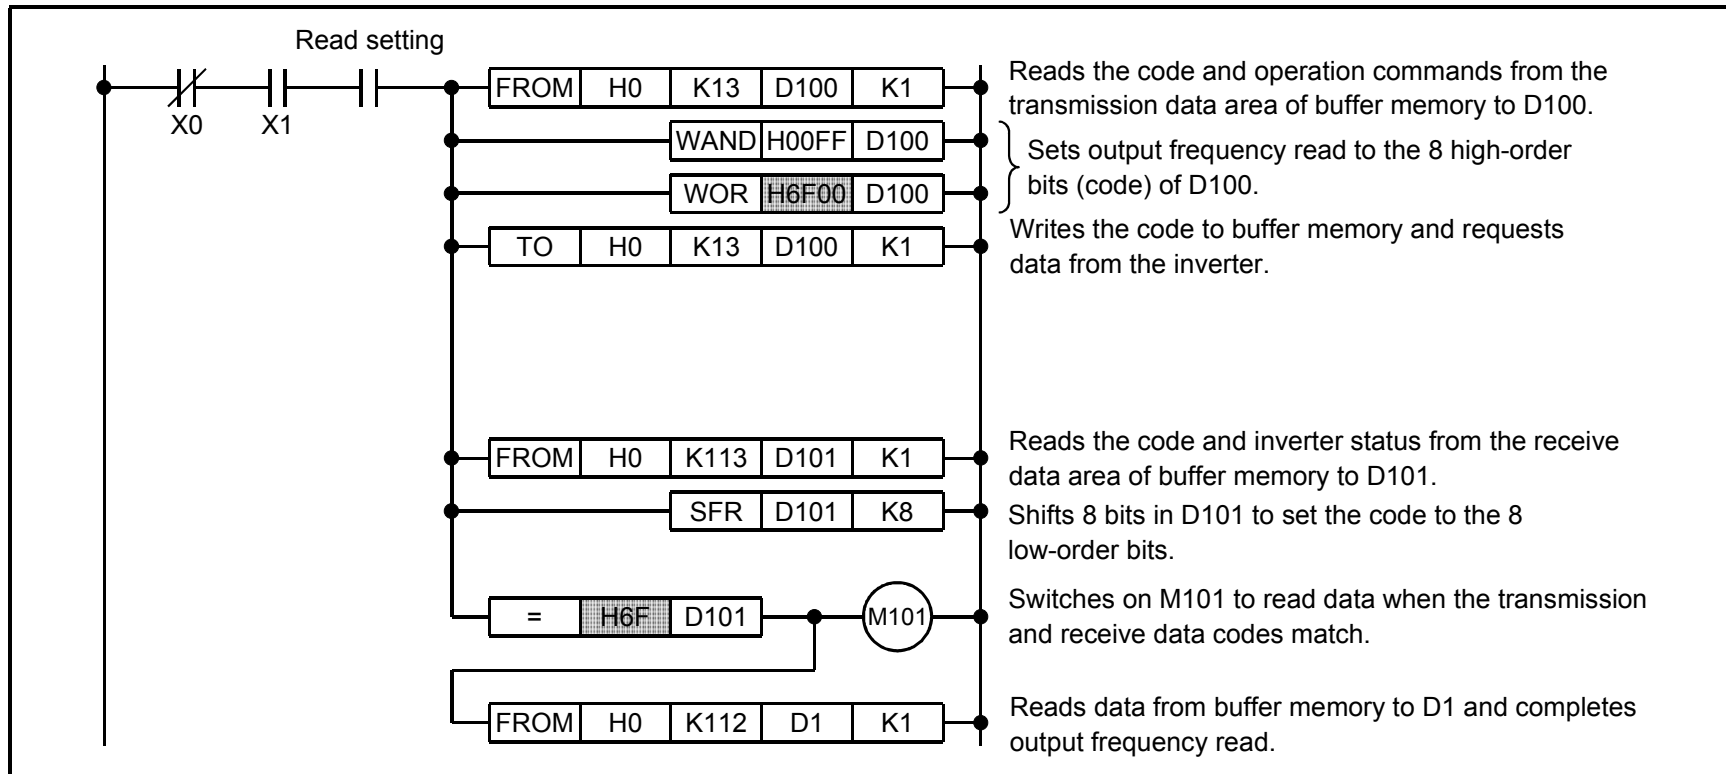 Read setting
X0 X1
FROM H0 K13 D100 K1
Reads the code and operation commands from the
transmission data area of buffer memory to D100.
WAND H00FF D100
WOR H6F00 D100
Sets output frequency read to the 8 high-order
bits (code) of D100.
TO H0 K13 D100 K1
Writes the code to buffer memory and requests
data from the inverter.
FROM H0 K113 D101 K1
Reads the code and inverter status from the receive
data area of buffer memory to D101.
SFR D101 K8
Shifts 8 bits in D101 to set the code to the 8
low-order bits.
= H6F D101 M101
Switches on M101 to read data when the transmission
and receive data codes match.
FROM H0 K112 D1 K1
Reads data from buffer memory to D1 and completes
output frequency read.